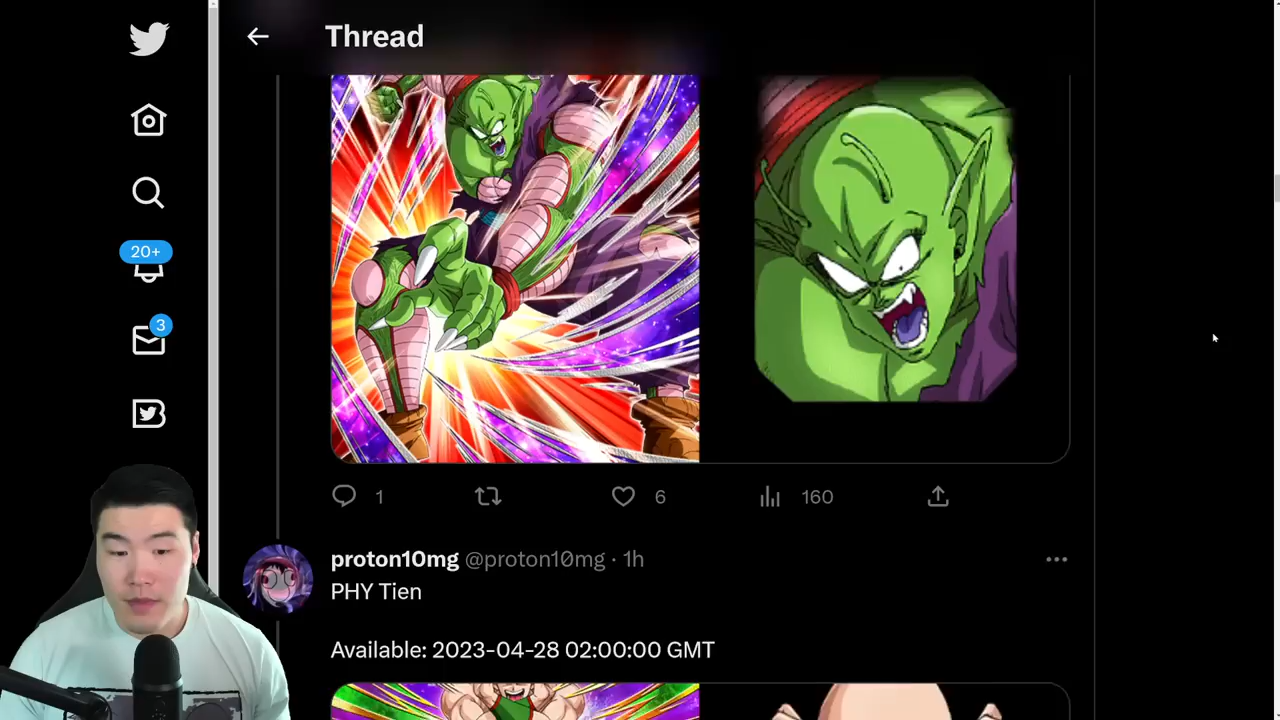 Thread
20+
3
1
6
160
proton10mg @proton10mg · 1h
PHY Tien
Available: 2023-04-28 02:00:00 GMT